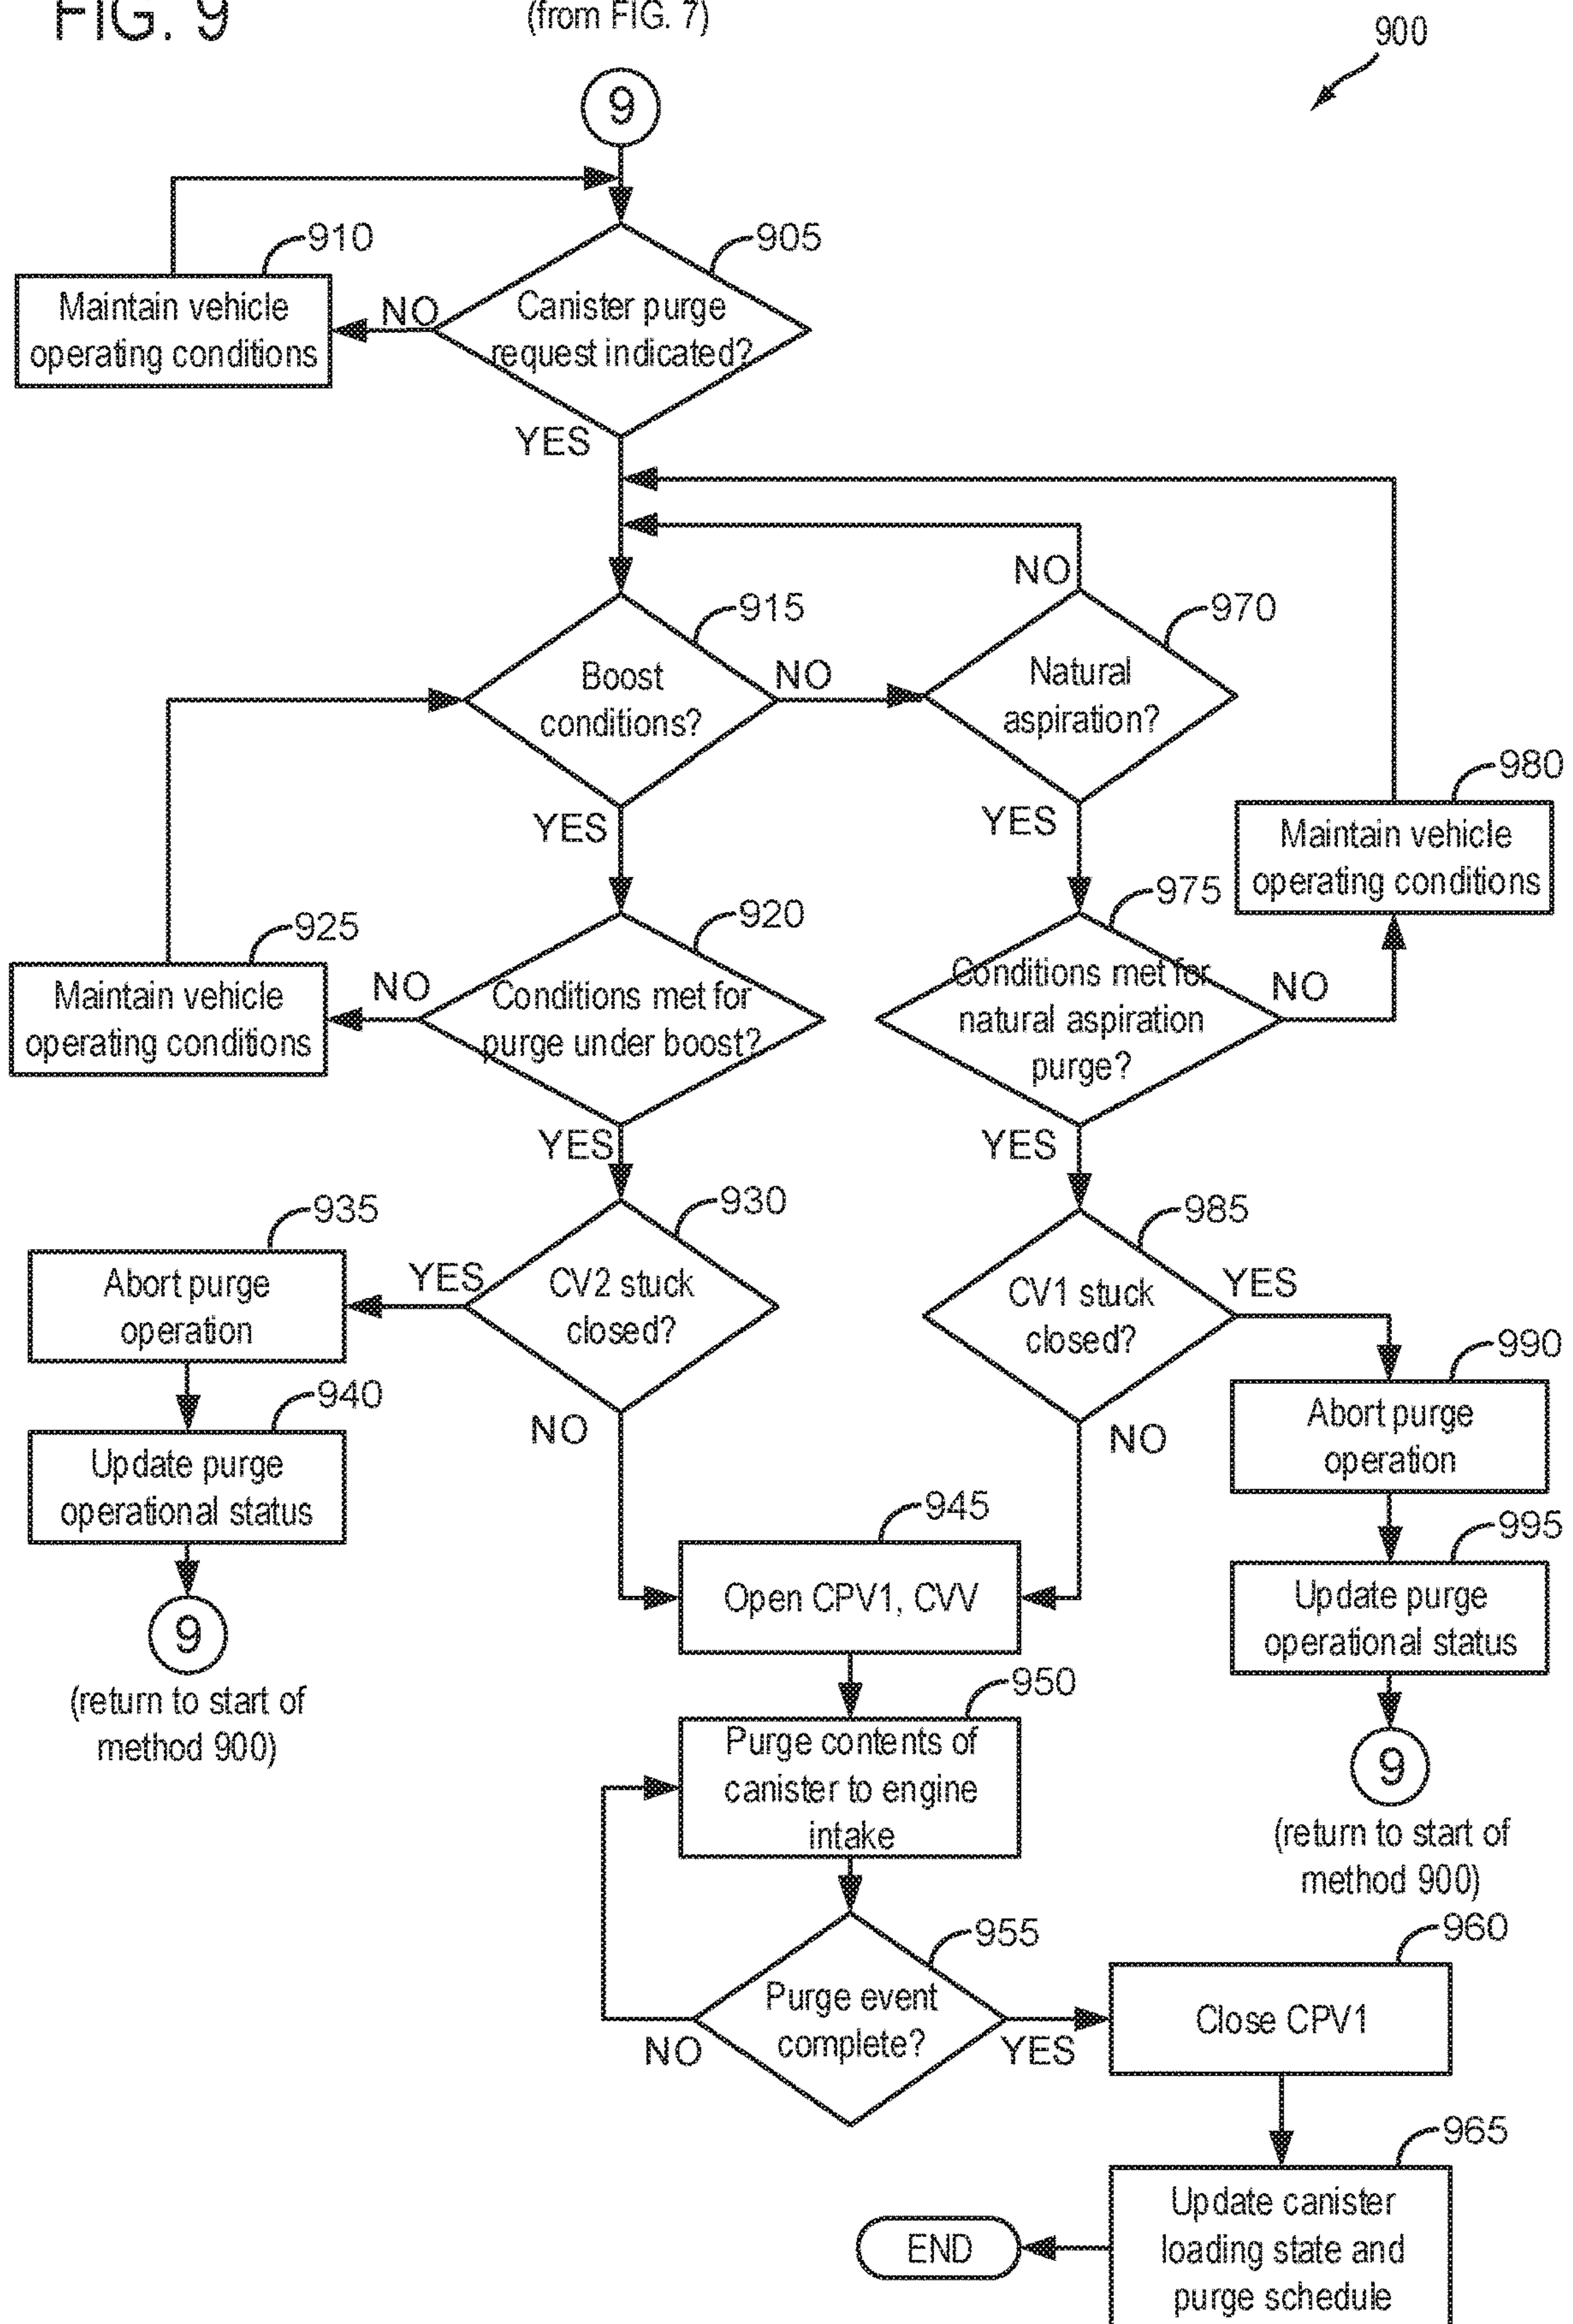 FIG. 9
(from FIG. 7)
900
9
910
905
Maintain vehicle
operating conditions
NO
Canister purge
request indicated?
YES
NO
915
970
Boost
conditions?
NO
Natural
aspiration?
980
YES
YES
Maintain vehicle
operating conditions
975
925
920
Maintain vehicle
operating conditions
NO
Conditions met for
purge under boost?
Conditions met for
natural aspiration
purge?
NO
YES
YES
935
930
985
Abort purge
operation
YES
CV2 stuck
closed?
CV1 stuck
closed?
YES
990
940
NO
NO
Abort purge
operation
Update purge
operational status
945
995
Open CPV1, CVV
Update purge
operational status
9
(return to start of
method 900)
950
Purge contents of
canister to engine
intake
9
(return to start of
method 900)
955
960
Purge event
complete?
NO
YES
Close CPV1
965
Update canister
loading state and
purge schedule
END